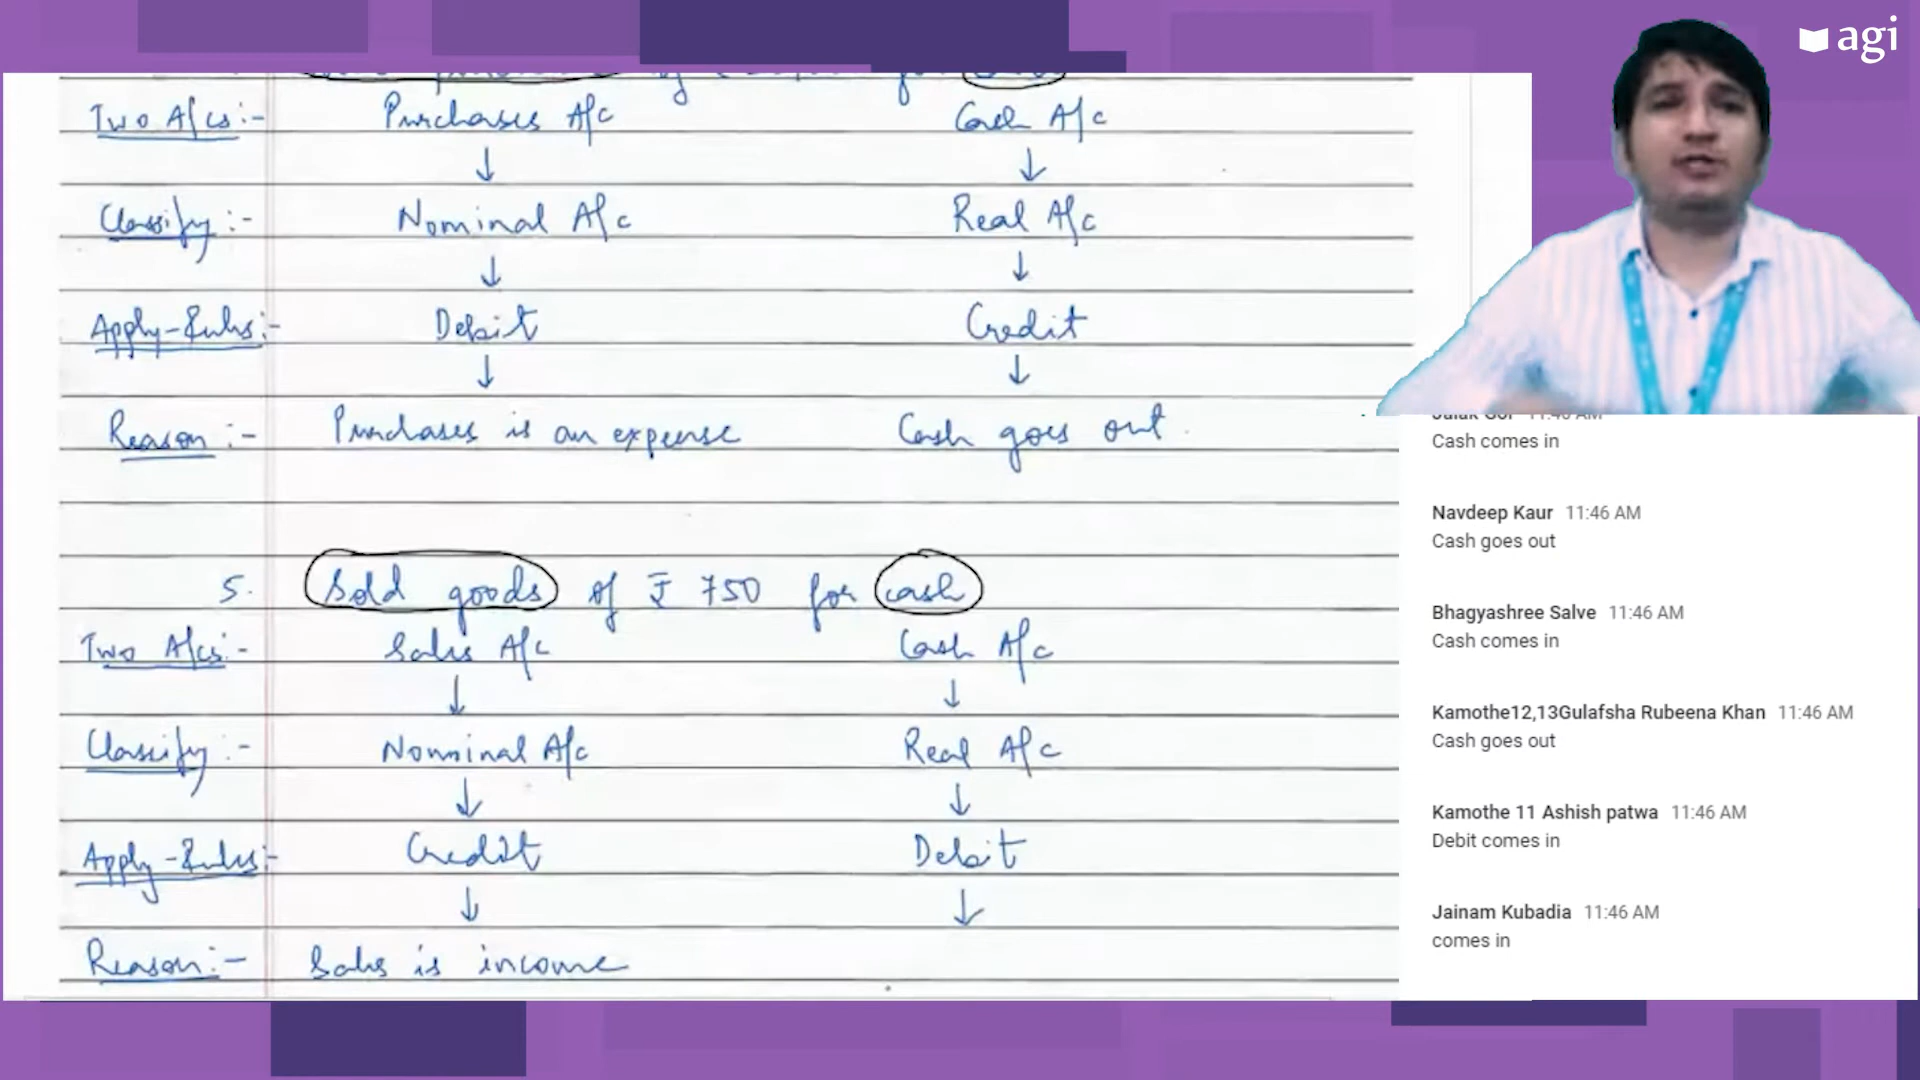 agi
Two A/cs:- Purchases A/c Cash A/c
Classify:- Nominal A/c Real A/c
Apply-Rules:- Debit Credit
Reason:- Purchases is an expense Cash goes out.
5. Sold goods of ₹ 750 for cash
Two A/cs:- Sales A/c Cash A/c
Classify:- Nominal A/c Real A/c
Apply-Rules:- Credit Debit
Reason:- Sales is income
11:46 AM
Cash comes in
Navdeep Kaur 11:46 AM
Cash goes out
Bhagyashree Salve 11:46 AM
Cash comes in
Kamothe12,13Gulafsha Rubeena Khan 11:46 AM
Cash goes out
Kamothe 11 Ashish patwa 11:46 AM
Debit comes in
Jainam Kubadia 11:46 AM
comes in